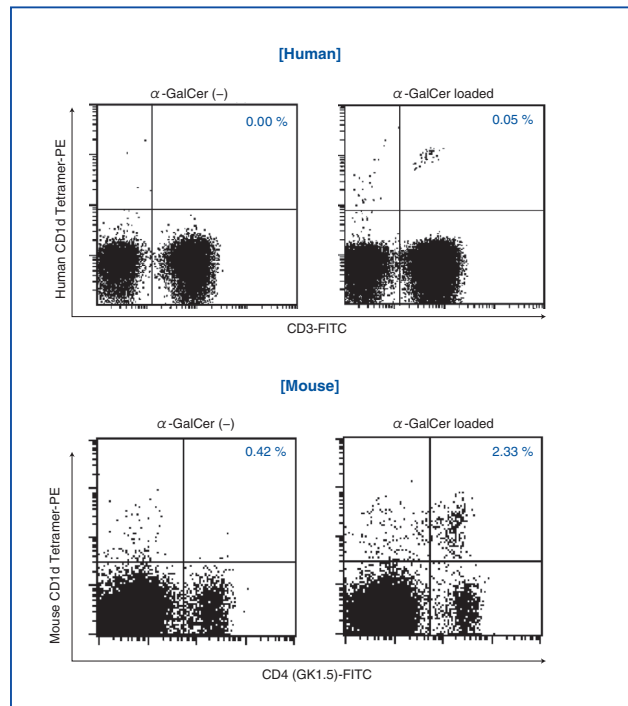 [Human]
α-GalCer (−)
α-GalCer loaded
0.00 %
0.05 %
Human CD1d Tetramer-PE
CD3-FITC
[Mouse]
α-GalCer (−)
α-GalCer loaded
0.42 %
2.33 %
Mouse CD1d Tetramer-PE
CD4 (GK1.5)-FITC